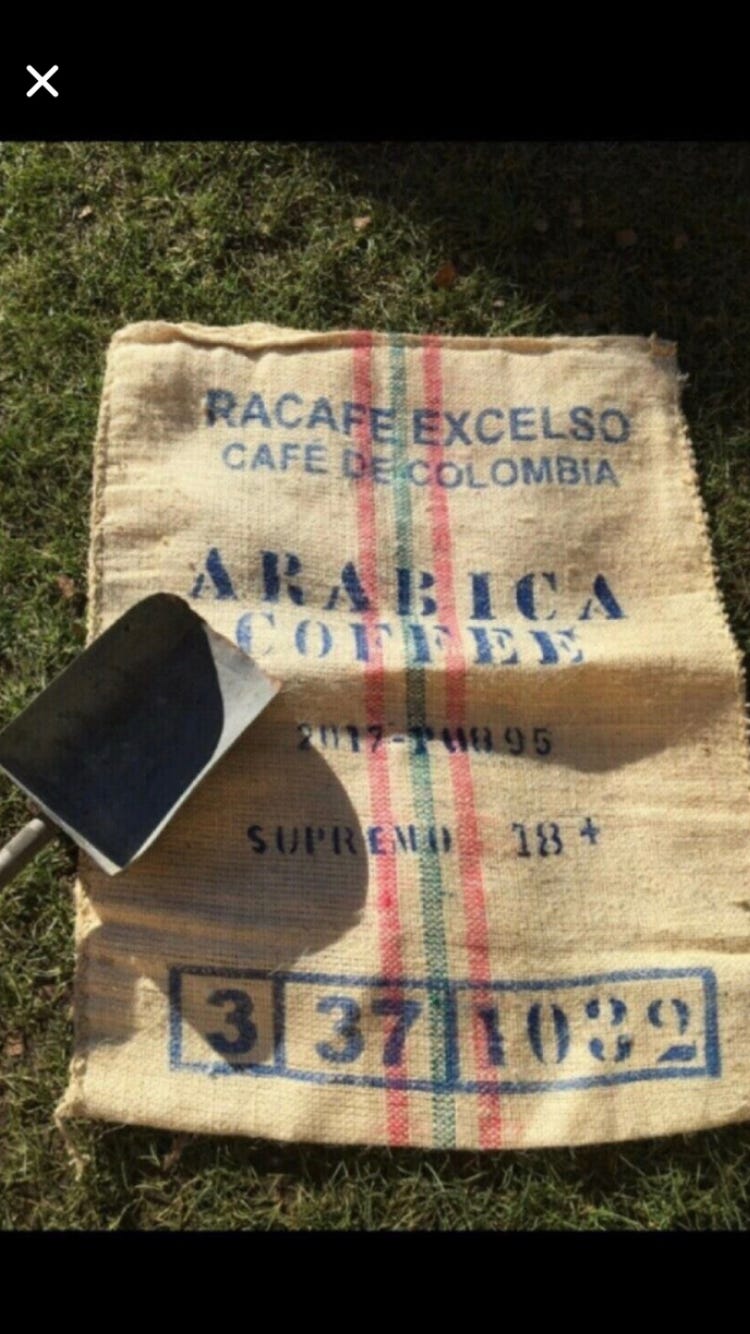 RACAFE EXCELSO
CAFÉ DE COLOMBIA
ARABICA
COFFEE
SUPREMO 18+
3 37 1032